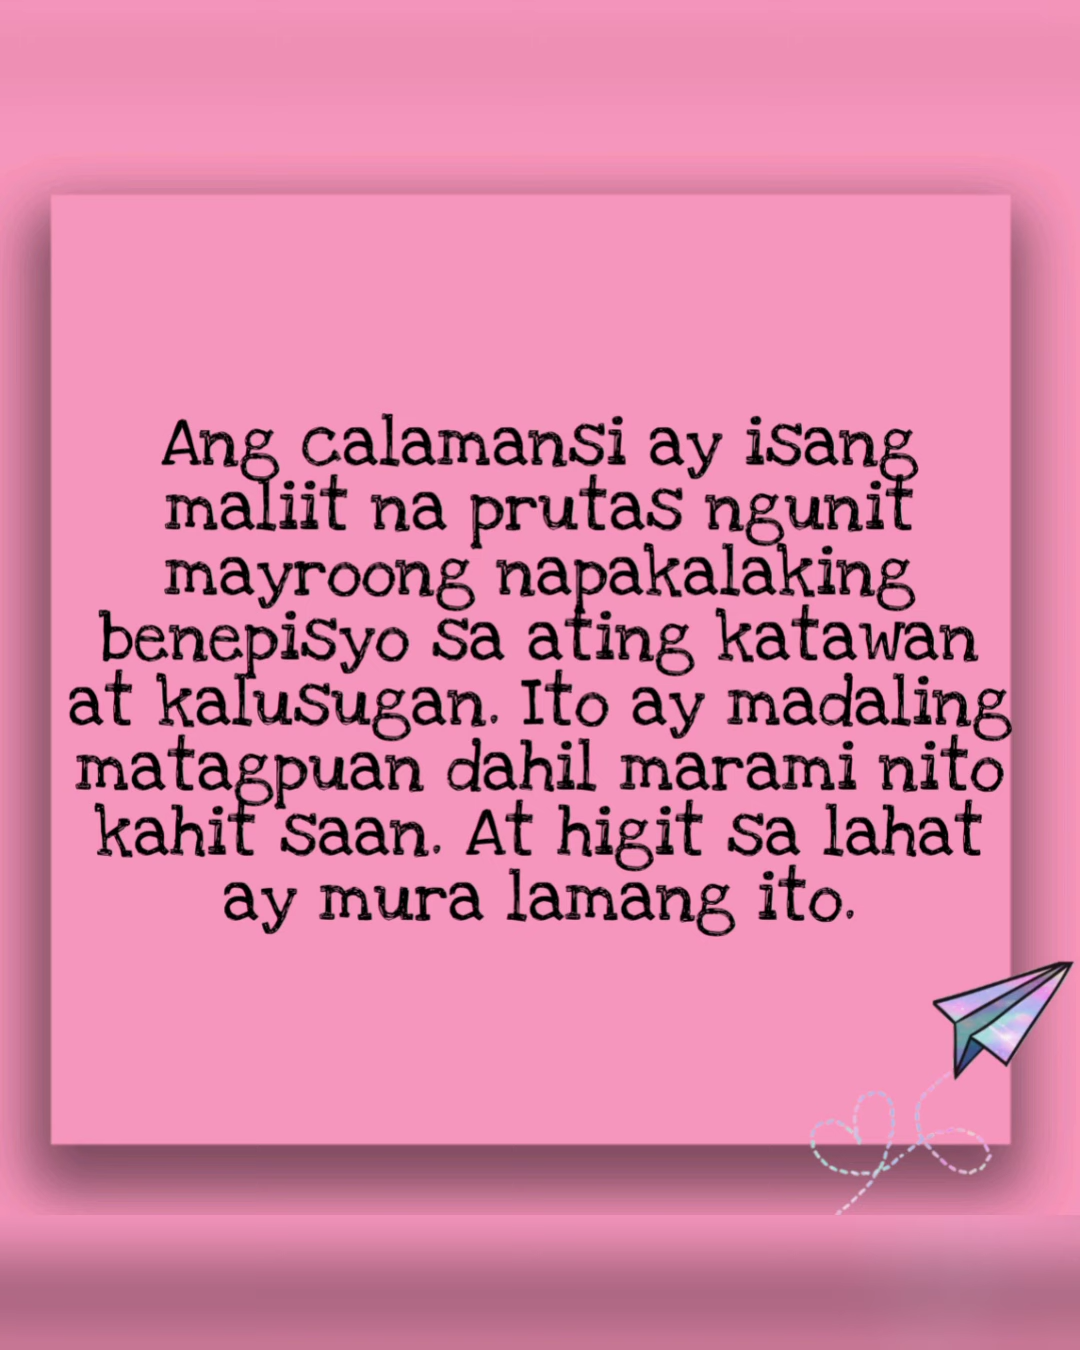 Ang calamansi ay isang
maliit na prutas ngunit
mayroong napakalaking
benepisyo sa ating katawan
at kalusugan. Ito ay madaling
matagpuan dahil marami nito
kahit saan. At higit sa lahat
ay mura lamang ito.